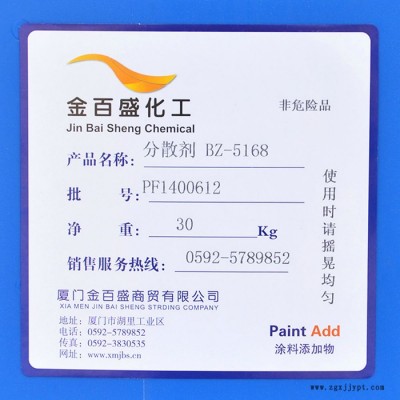 金百盛化工
Jin Bai Sheng Chemical
非危险品
产品名称: 分散剂 BZ-5168
批 号: PF1400612
净 重: 30 Kg
销售服务热线: 0592-5789852
使用时请摇晃均匀
厦门金百盛商贸有限公司
XIA MEN JIN BAI SHENG STRDING COMPANY
地址: 厦门市湖里工业区
电话: 0592-5789852
传真: 0592-3830535
网址: www.xmjbs.cn
Paint Add
涂料添加物
www.zgxjjypt.com